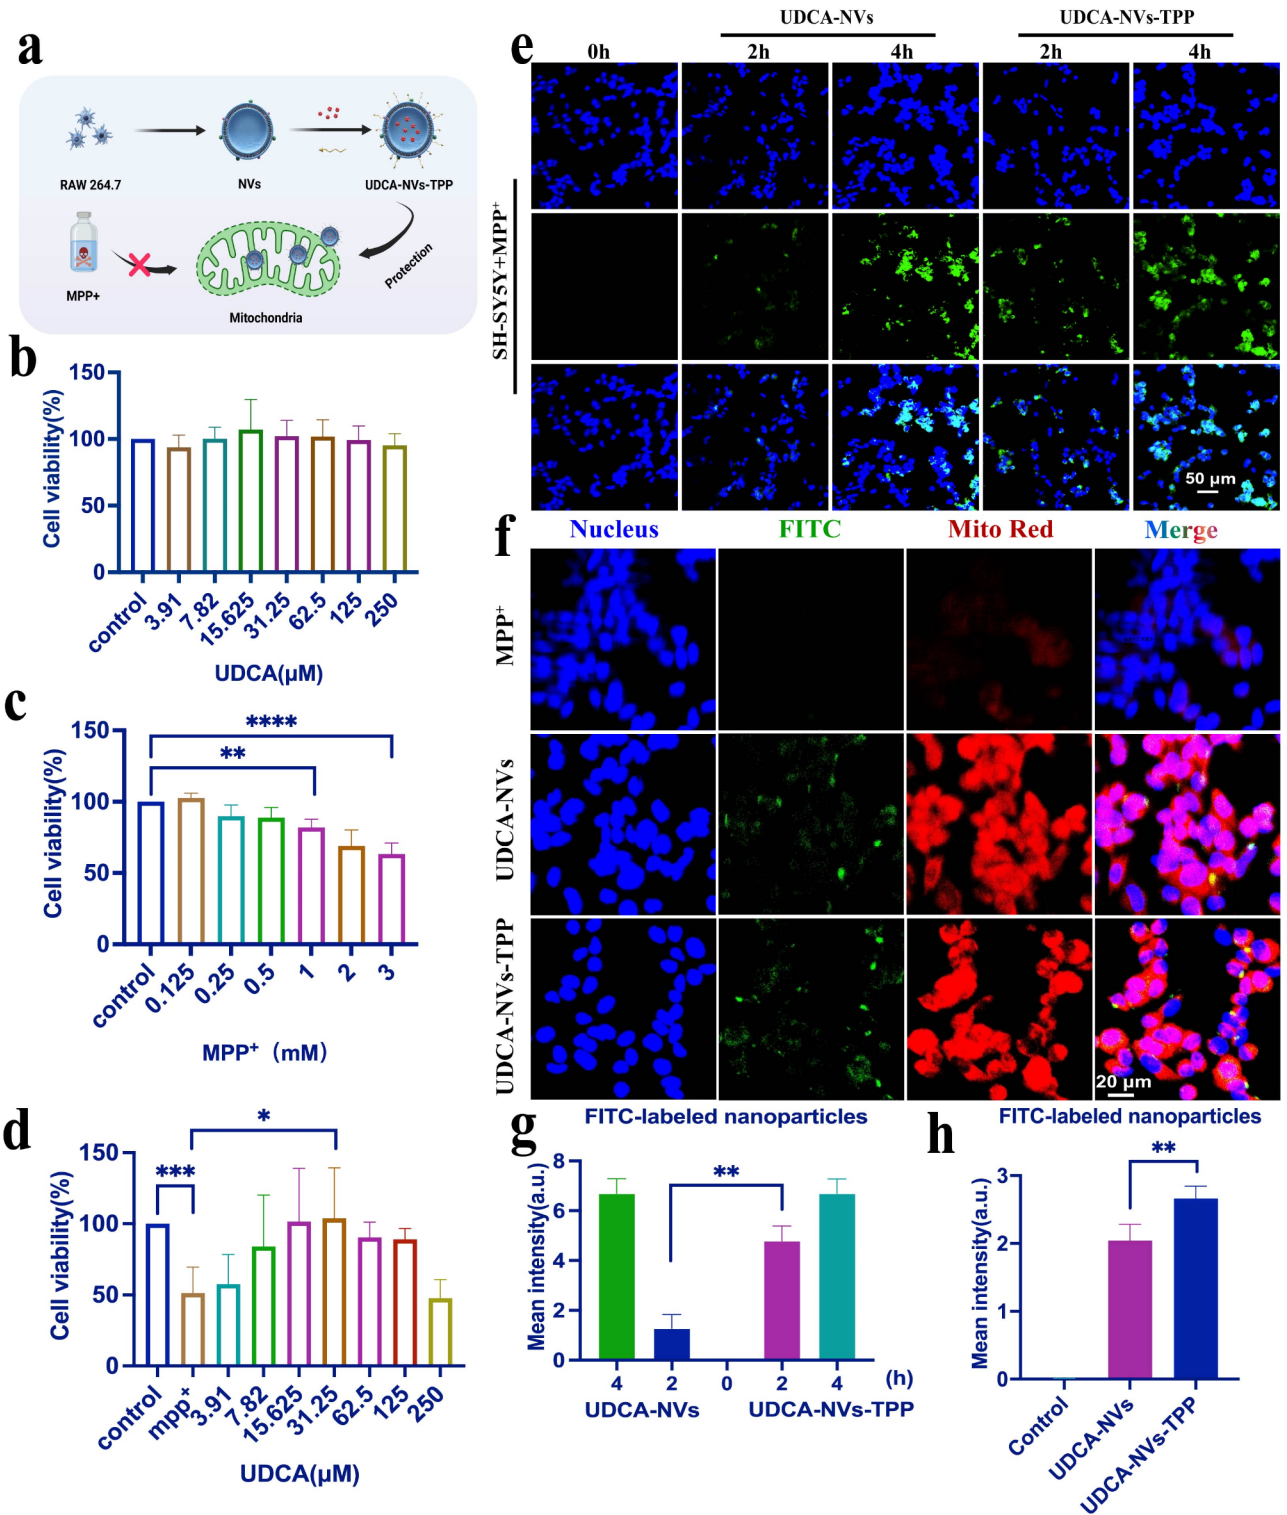 a
RAW 264.7
NVs
UDCA-NVs-TPP
MPP+
Mitochondria
Protection
b
Cell viability(%)
150
100
50
0
control
3.91
7.82
15.625
31.25
62.5
125
250
UDCA(μM)
c
Cell viability(%)
150
100
50
0
****
**
control
0.125
0.25
0.5
1
2
3
MPP⁺ (mM)
d
Cell viability(%)
150
100
50
0
***
*
control
mpp⁺
3.91
7.82
15.625
31.25
62.5
125
250
UDCA(μM)
e
UDCA-NVs
UDCA-NVs-TPP
0h
2h
4h
2h
4h
SH-SY5Y+MPP⁺
50 μm
f
Nucleus
FITC
Mito Red
Merge
MPP⁺
UDCA-NVs
UDCA-NVs-TPP
20 μm
g
FITC-labeled nanoparticles
Mean intensity(a.u.)
8
6
4
2
0
**
4
2
0
2
4
(h)
UDCA-NVs
UDCA-NVs-TPP
h
FITC-labeled nanoparticles
Mean intensity(a.u.)
3
2
1
0
**
Control
UDCA-NVs
UDCA-NVs-TPP